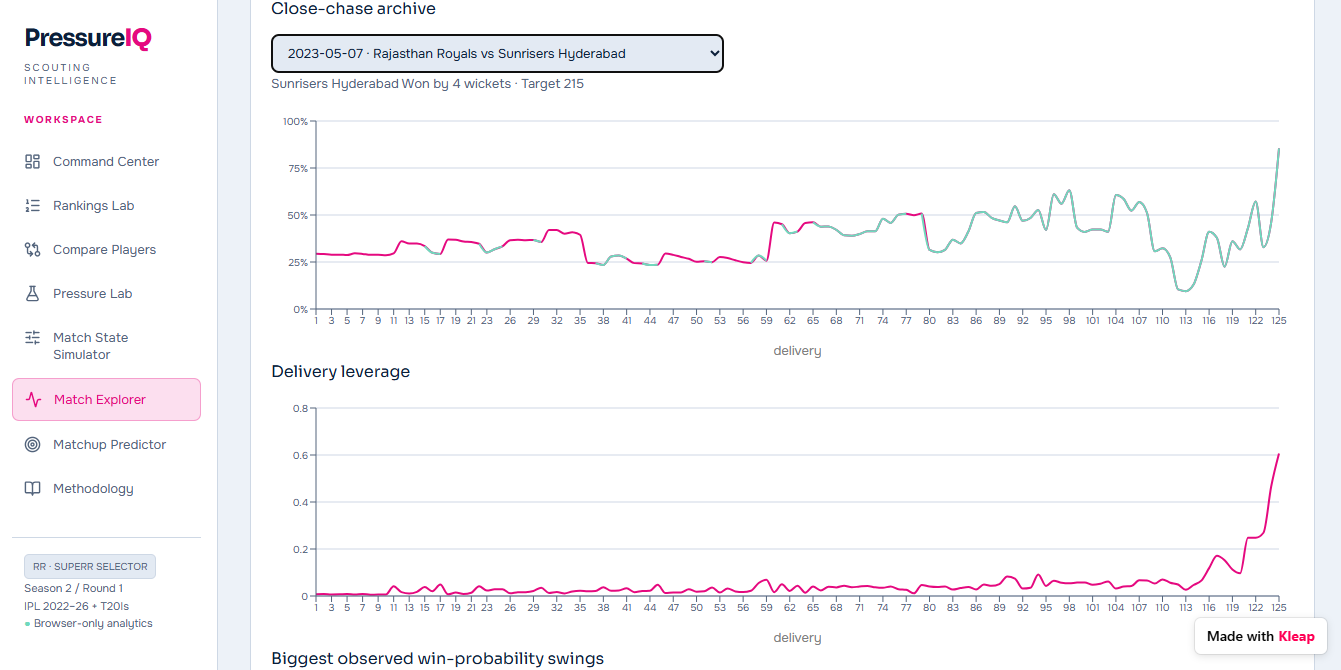 PressureIQ
SCOUTING
INTELLIGENCE
WORKSPACE
Command Center
Rankings Lab
Compare Players
Pressure Lab
Match State
Simulator
Match Explorer
Matchup Predictor
Methodology
RR · SUPERR SELECTOR
Season 2 / Round 1
IPL 2022–26 + T20Is
Browser-only analytics
Close-chase archive
2023-05-07 · Rajasthan Royals vs Sunrisers Hyderabad
Sunrisers Hyderabad Won by 4 wickets · Target 215
100%
75%
50%
25%
0%
1 3 5 7 9 11 13 15 17 19 21 23 26 29 32 35 38 41 44 47 50 53 56 59 62 65 68 71 74 77 80 83 86 89 92 95 98 101 104 107 110 113 116 119 122 125
delivery
Delivery leverage
0.8
0.6
0.4
0.2
0
1 3 5 7 9 11 13 15 17 19 21 23 26 29 32 35 38 41 44 47 50 53 56 59 62 65 68 71 74 77 80 83 86 89 92 95 98 101 104 107 110 113 116 119 122 125
delivery
Biggest observed win-probability swings
Made with Kleap